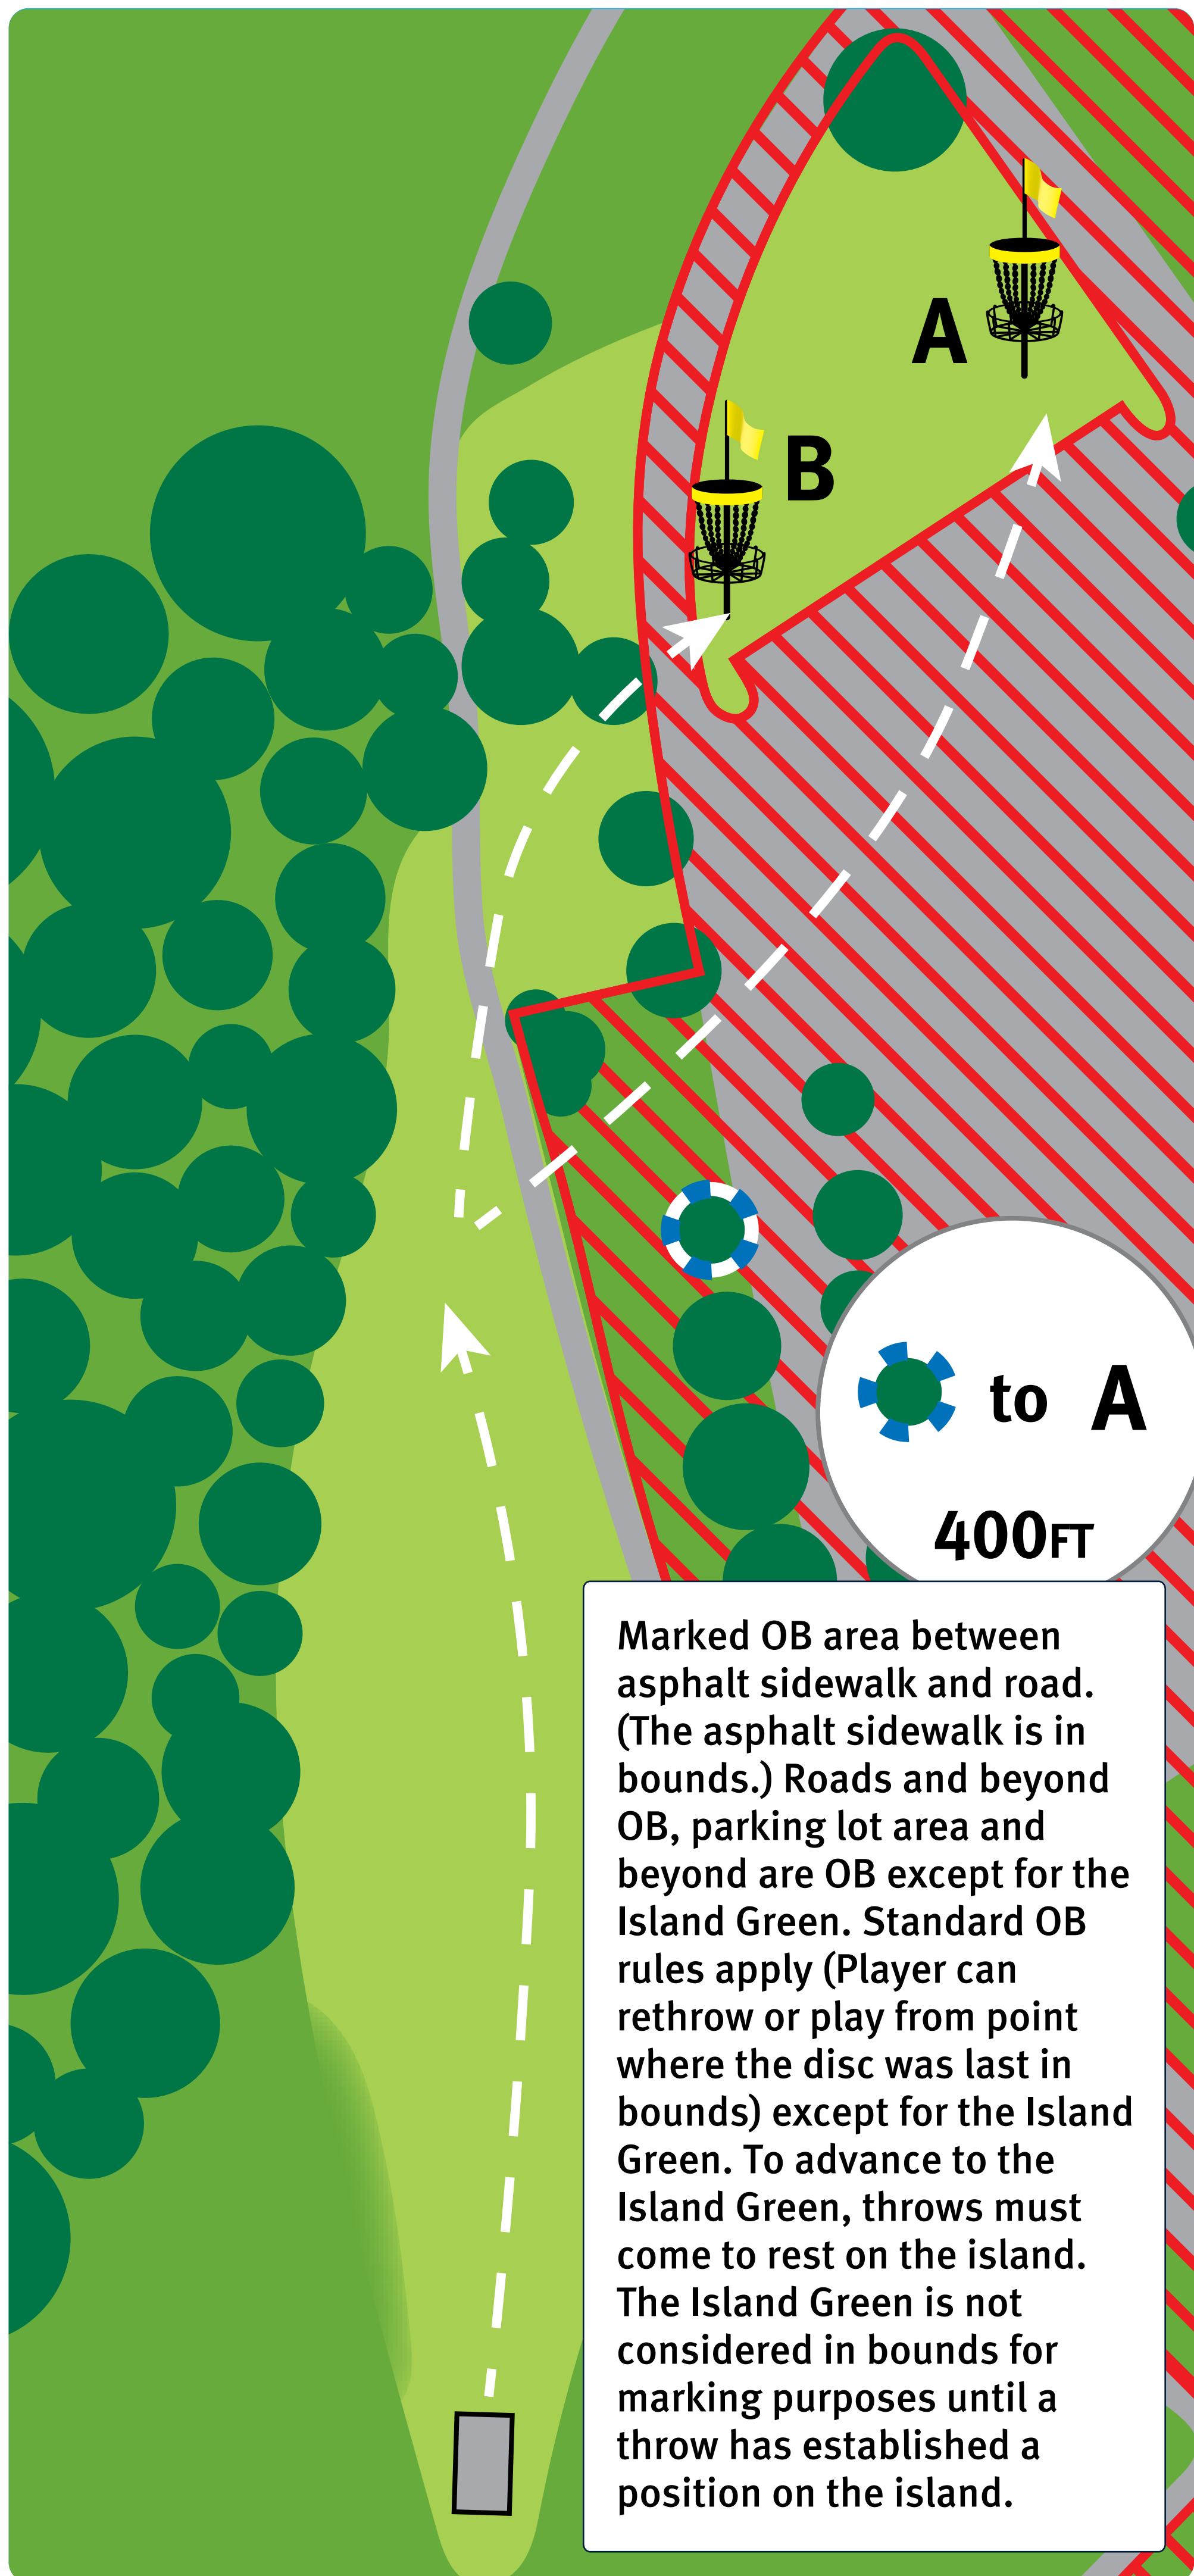 A
B
to A
400FT
Marked OB area between
asphalt sidewalk and road.
(The asphalt sidewalk is in
bounds.) Roads and beyond
OB, parking lot area and
beyond are OB except for the
Island Green. Standard OB
rules apply (Player can
rethrow or play from point
where the disc was last in
bounds) except for the Island
Green. To advance to the
Island Green, throws must
come to rest on the island.
The Island Green is not
considered in bounds for
marking purposes until a
throw has established a
position on the island.